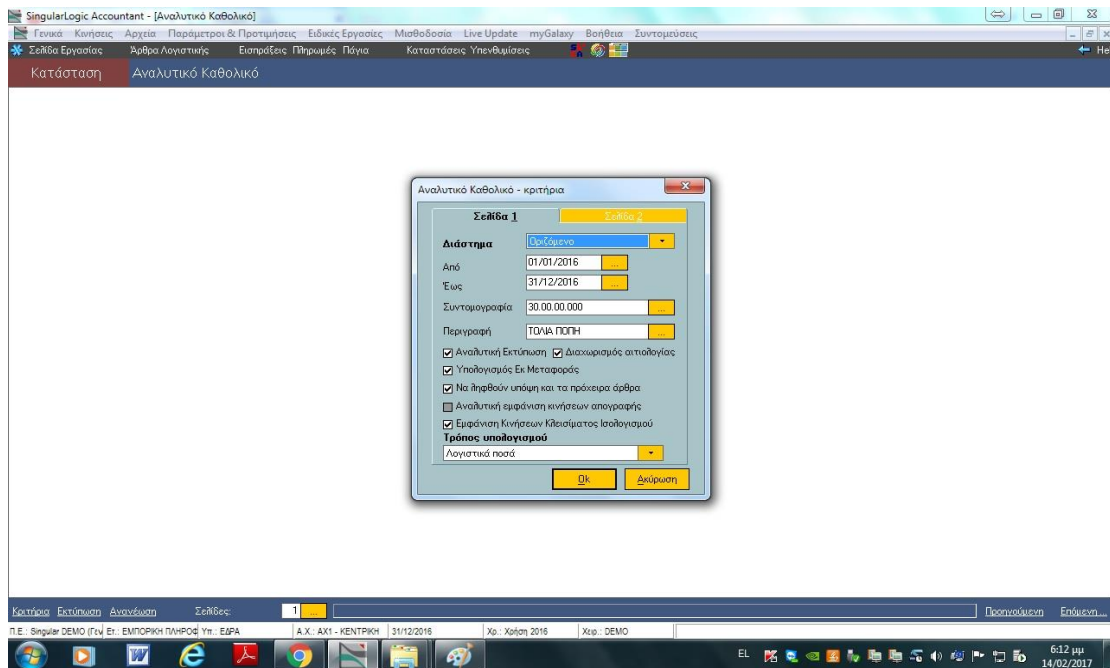 SingularLogic Accountant - [Αναλυτικό Καθολικό]
Γενικά Κινήσεις Αρχεία Παράμετροι & Προτιμήσεις Ειδικές Εργασίες Μισθοδοσία Live Update myGalaxy Βοήθεια Συντομεύσεις
Σελίδα Εργασίας Άρθρα Λογιστικής Εισπράξεις Πληρωμές Πάγια Καταστάσεις Υπενθυμίσεις
Κατάσταση Αναλυτικό Καθολικό
Αναλυτικό Καθολικό - κριτήρια
Σελίδα 1 Σελίδα 2
Διάστημα Οριζόμενο
Από 01/01/2016 ...
Έως 31/12/2016 ...
Συντομογραφία 30.00.00.000 ...
Περιγραφή ΤΟΛΙΑ ΠΟΠΗ ...
Αναλυτική Εκτύπωση Διαχωρισμός αιτιολογίας
Υπολογισμός Εκ Μεταφοράς
Να ληφθούν υπόψη και τα πρόχειρα άρθρα
Αναλυτική εμφάνιση κινήσεων απογραφής
Εμφάνιση Κινήσεων Κλεισίματος Ισολογισμού
Τρόπος υπολογισμού
Λογιστικά ποσά
Ok Ακύρωση
Κριτήρια Εκτύπωση Ανανέωση Σελίδες: 1 ... Προηγούμενη Επόμενη...
Π.Ε.: Singular DEMO (Γεν Ετ.: ΕΜΠΟΡΙΚΗ ΠΛΗΡΟΦ Υπ.: ΕΔΡΑ Α.Χ.: ΑΧ1 - ΚΕΝΤΡΙΚΗ 31/12/2016 Χρ.: Χρήση 2016 Χειρ.: DEMO
EL 6:12 μμ
14/02/2017